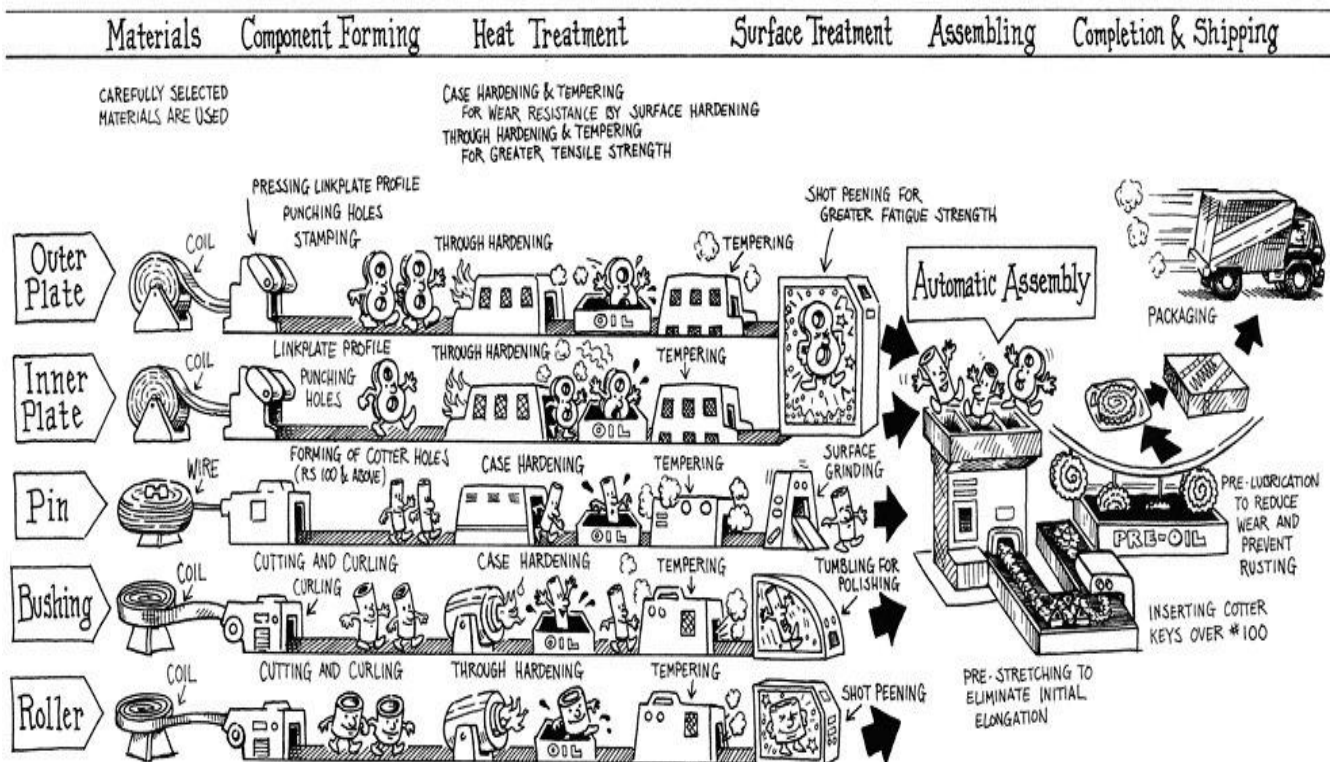 Materials
Component Forming
Heat Treatment
Surface Treatment
Assembling
Completion & Shipping
CAREFULLY SELECTED
MATERIALS ARE USED
CASE HARDENING & TEMPERING
FOR WEAR RESISTANCE BY SURFACE HARDENING
THROUGH HARDENING & TEMPERING
FOR GREATER TENSILE STRENGTH
Outer
Plate
COIL
PRESSING LINKPLATE PROFILE
PUNCHING HOLES
STAMPING
THROUGH HARDENING
OIL
TEMPERING
SHOT PEENING FOR
GREATER FATIGUE STRENGTH
Inner
Plate
COIL
LINKPLATE PROFILE
PUNCHING
HOLES
THROUGH HARDENING
OIL
TEMPERING
Pin
WIRE
FORMING OF COTTER HOLES
(RS 100 & ABOVE)
CASE HARDENING
OIL
TEMPERING
SURFACE
GRINDING
Bushing
COIL
CUTTING AND CURLING
CURLING
CASE HARDENING
OIL
TEMPERING
TUMBLING FOR
POLISHING
Roller
COIL
CUTTING AND CURLING
THROUGH HARDENING
OIL
TEMPERING
SHOT PEENING
Automatic
Assembly
PRE-STRETCHING TO
ELIMINATE INITIAL
ELONGATION
INSERTING COTTER
KEYS OVER #100
PRE-OIL
PRE-LUBRICATION
TO REDUCE
WEAR AND
PREVENT
RUSTING
PACKAGING